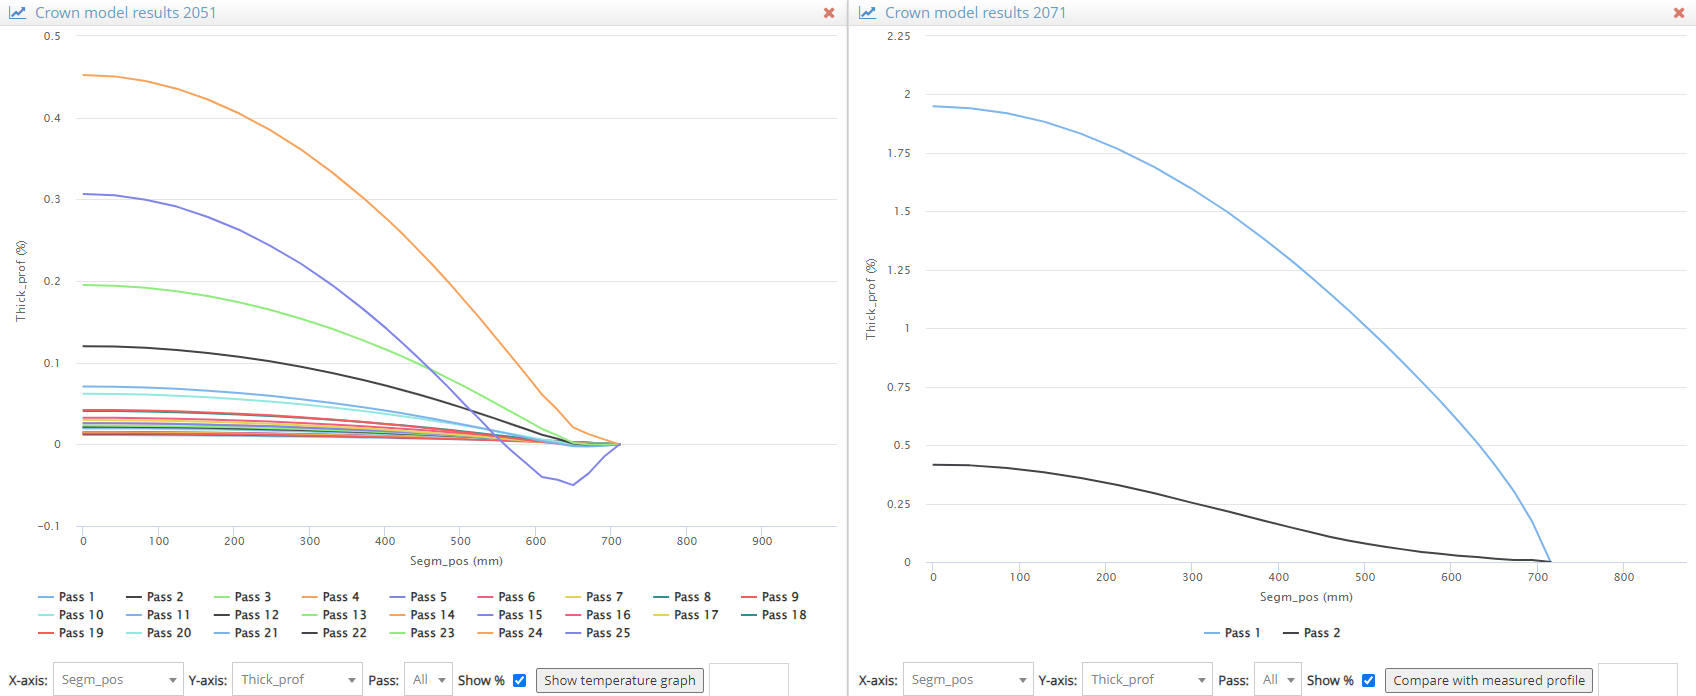 Crown model results 2051
0.5
0.4
0.3
0.2
0.1
0
−0.1
Thick_prof (%)
0 100 200 300 400 500 600 700 800 900
Segm_pos (mm)
Pass 1 Pass 2 Pass 3 Pass 4 Pass 5 Pass 6 Pass 7 Pass 8 Pass 9
Pass 10 Pass 11 Pass 12 Pass 13 Pass 14 Pass 15 Pass 16 Pass 17 Pass 18
Pass 19 Pass 20 Pass 21 Pass 22 Pass 23 Pass 24 Pass 25
X-axis: Segm_pos Y-axis: Thick_prof Pass: All Show % Show temperature graph
Crown model results 2071
2.25
2
1.75
1.5
1.25
1
0.75
0.5
0.25
0
Thick_prof (%)
0 100 200 300 400 500 600 700 800
Segm_pos (mm)
Pass 1 Pass 2
X-axis: Segm_pos Y-axis: Thick_prof Pass: All Show % Compare with measured profile